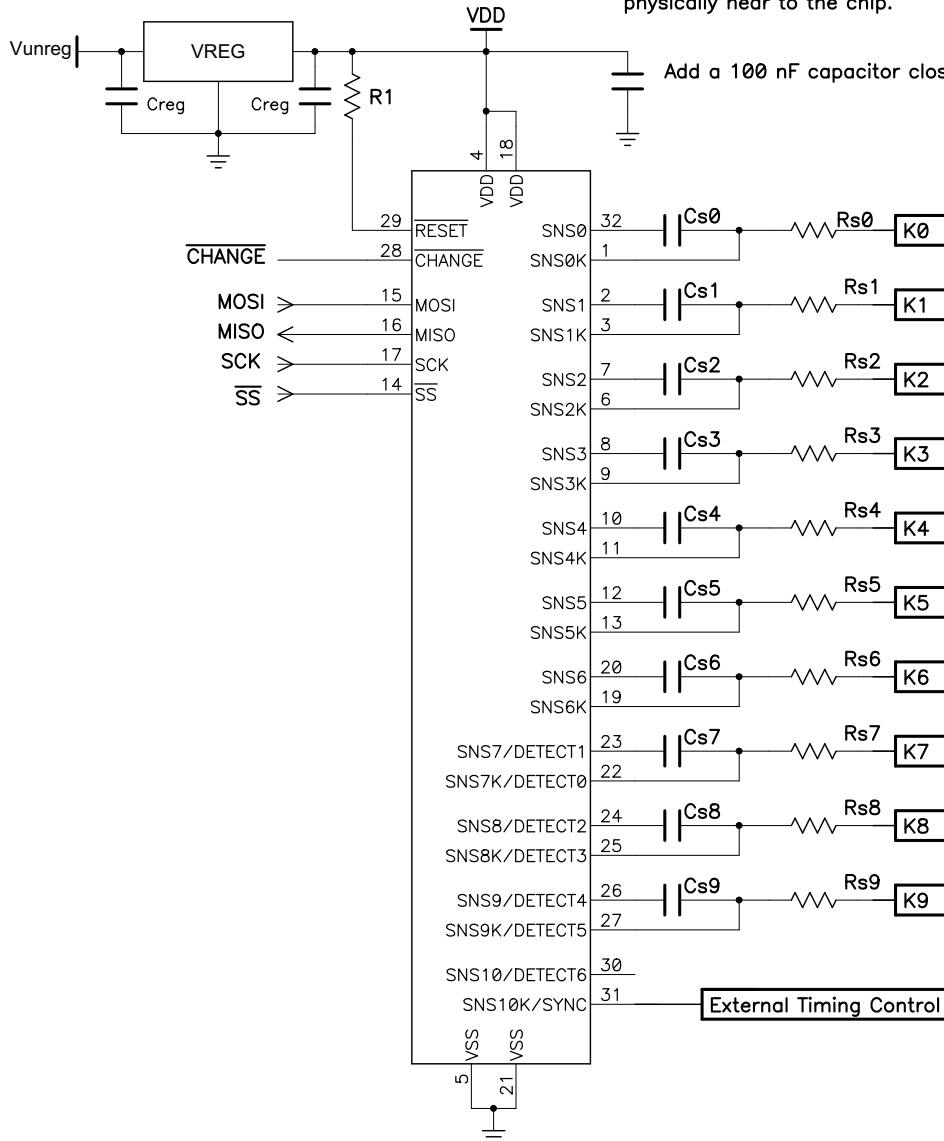 physically near to the chip.
VDD
Vunreg
VREG
Add a 100 nF capacitor clos
Creg
Creg
R1
4
18
VDD
VDD
29
RESET
SNS0
32
Cs0
Rs0
K0
CHANGE
28
CHANGE
SNS0K
1
MOSI
15
MOSI
SNS1
2
Cs1
Rs1
K1
MISO
16
MISO
SNS1K
3
SCK
17
SCK
SNS2
7
Cs2
Rs2
K2
SS
14
SS
SNS2K
6
SNS3
8
Cs3
Rs3
K3
SNS3K
9
SNS4
10
Cs4
Rs4
K4
SNS4K
11
SNS5
12
Cs5
Rs5
K5
SNS5K
13
SNS6
20
Cs6
Rs6
K6
SNS6K
19
SNS7/DETECT1
23
Cs7
Rs7
K7
SNS7K/DETECT0
22
SNS8/DETECT2
24
Cs8
Rs8
K8
SNS8K/DETECT3
25
SNS9/DETECT4
26
Cs9
Rs9
K9
SNS9K/DETECT5
27
SNS10/DETECT6
30
SNS10K/SYNC
31
External Timing Control
VSS
VSS
5
21